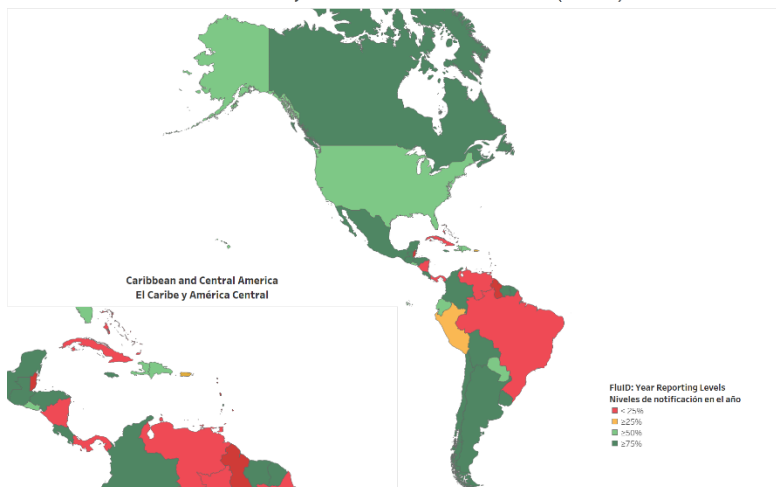 Caribbean and Central America
El Caribe y América Central
FluID: Year Reporting Levels
Niveles de notificación en el año
< 25%
≥25%
≥50%
≥75%